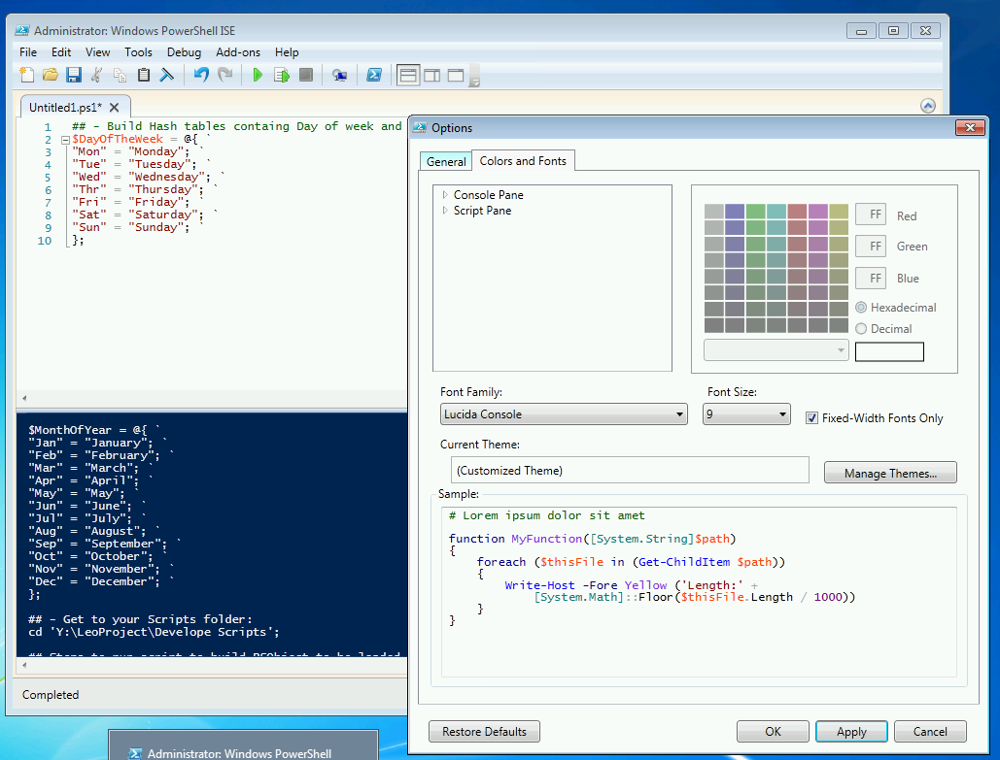 Administrator: Windows PowerShell ISE
File Edit View Tools Debug Add-ons Help
Untitled1.ps1*
1 ## - Build Hash tables containg Day of week and
2 $DayOfTheWeek = @{ `
3 "Mon" = "Monday"; `
4 "Tue" = "Tuesday"; `
5 "Wed" = "Wednesday"; `
6 "Thr" = "Thursday"; `
7 "Fri" = "Friday"; `
8 "Sat" = "Saturday"; `
9 "Sun" = "Sunday"; `
10 };
$MonthOfYear = @{ `
"Jan" = "January"; `
"Feb" = "February"; `
"Mar" = "March"; `
"Apr" = "April"; `
"May" = "May"; `
"Jun" = "June"; `
"Jul" = "July"; `
"Aug" = "August"; `
"Sep" = "September"; `
"Oct" = "October"; `
"Nov" = "November"; `
"Dec" = "December"; `
};
## - Get to your Scripts folder:
cd 'Y:\LeoProject\Develope Scripts';
Completed
Administrator: Windows PowerShell
Options
General Colors and Fonts
Console Pane
Script Pane
FF Red
FF Green
FF Blue
Hexadecimal
Decimal
Font Family: Font Size:
Lucida Console 9 Fixed-Width Fonts Only
Current Theme:
(Customized Theme) Manage Themes...
Sample:
# Lorem ipsum dolor sit amet
function MyFunction([System.String]$path)
{
foreach ($thisFile in (Get-ChildItem $path))
{
Write-Host -Fore Yellow ('Length:' +
[System.Math]::Floor($thisFile.Length / 1000))
}
}
Restore Defaults OK Apply Cancel